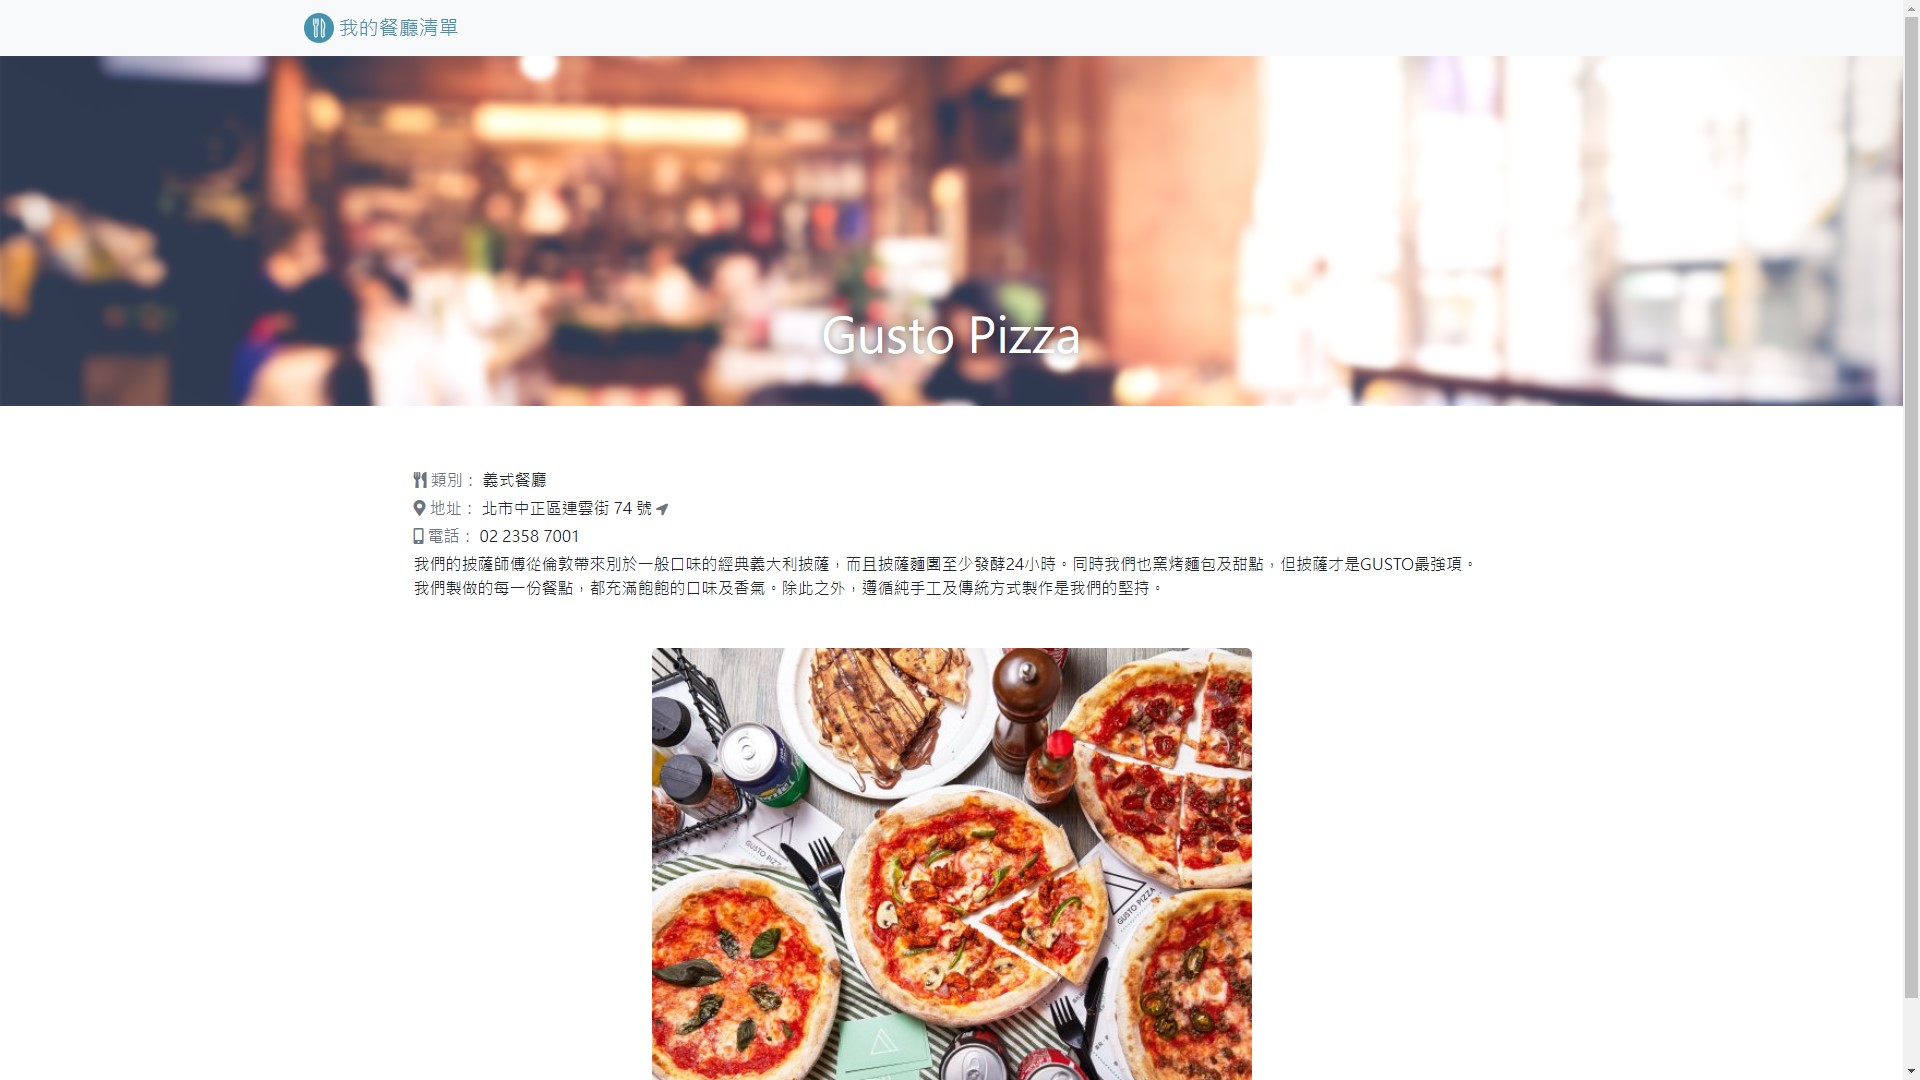 我的餐廳清單
Gusto Pizza
類別： 義式餐廳
地址： 北市中正區連雲街 74 號
電話： 02 2358 7001
我們的披薩師傅從倫敦帶來別於一般口味的經典義大利披薩，而且披薩麵團至少發酵24小時。同時我們也窯烤麵包及甜點，但披薩才是GUSTO最強項。
我們製做的每一份餐點，都充滿飽飽的口味及香氣。除此之外，遵循純手工及傳統方式製作是我們的堅持。
GUSTO PIZZA